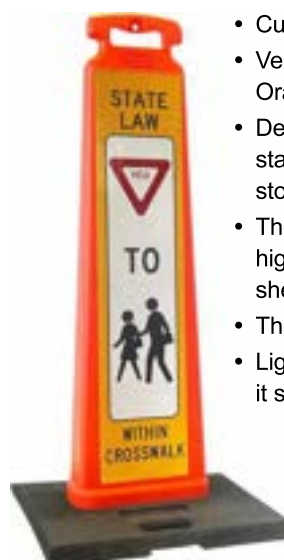 STATE
LAW
TO
WITHIN
CROSSWALK
• Cu
• Ve
Ora
• De
sta
sto
• Th
hig
she
• Th
• Lig
it s